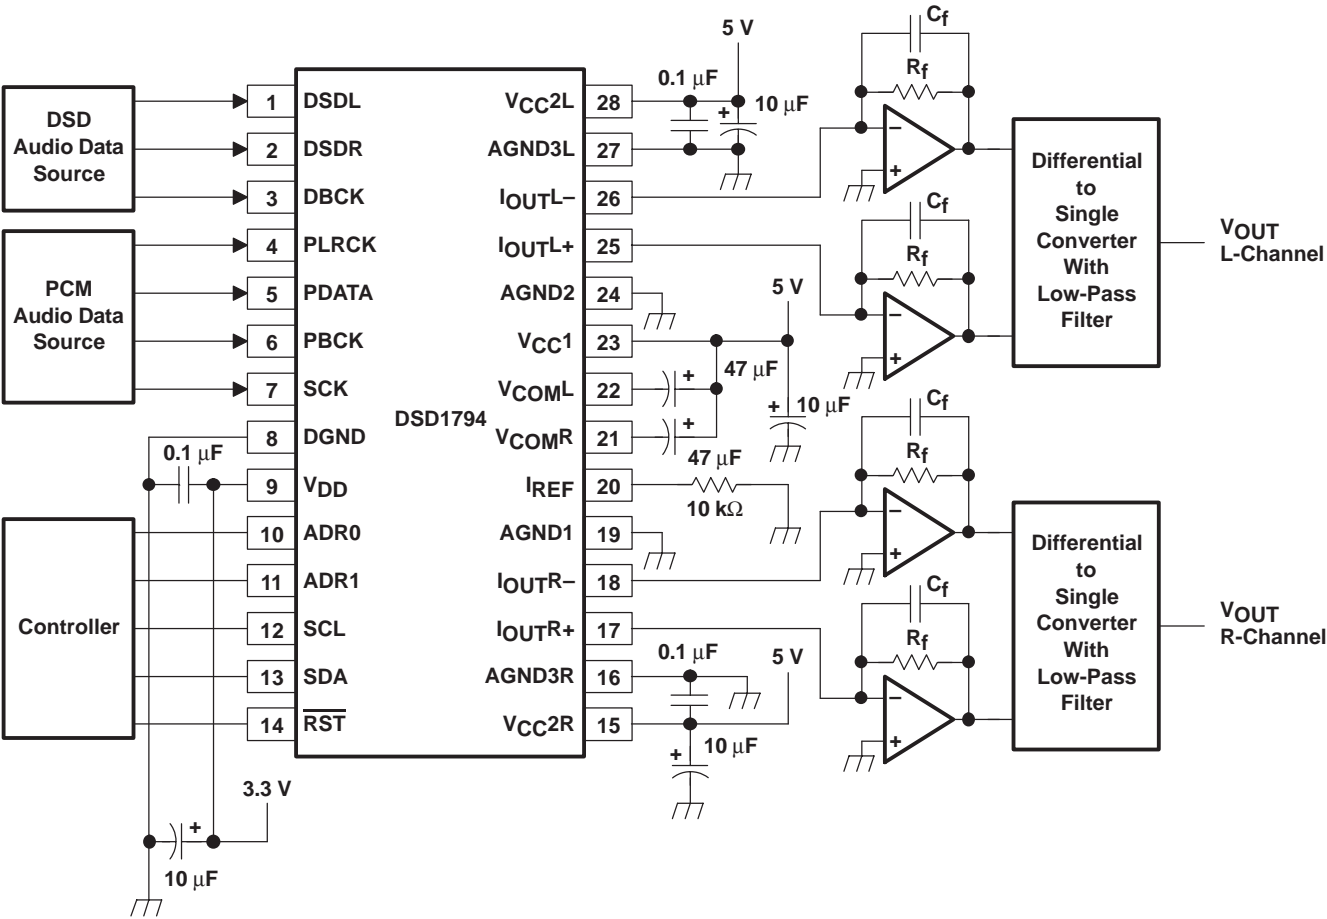 DSD
Audio Data
Source
PCM
Audio Data
Source
Controller
1 DSDL
2 DSDR
3 DBCK
4 PLRCK
5 PDATA
6 PBCK
7 SCK
8 DGND
9 VDD
10 ADR0
11 ADR1
12 SCL
13 SDA
14 RST
0.1 µF
3.3 V
+
10 µF
DSD1794
VCC2L 28
AGND3L 27
IOUTL– 26
IOUTL+ 25
AGND2 24
VCC1 23
VCOML 22
VCOMR 21
IREF 20
AGND1 19
IOUTR– 18
IOUTR+ 17
AGND3R 16
VCC2R 15
5 V
0.1 µF
+
10 µF
5 V
47 µF
+
+
+
10 µF
47 µF
10 kΩ
0.1 µF
5 V
10 µF
+
Cf
Rf
–
+
Cf
Rf
–
+
Cf
Rf
–
+
Cf
Rf
–
+
Differential
to
Single
Converter
With
Low-Pass
Filter
VOUT
L-Channel
Differential
to
Single
Converter
With
Low-Pass
Filter
VOUT
R-Channel